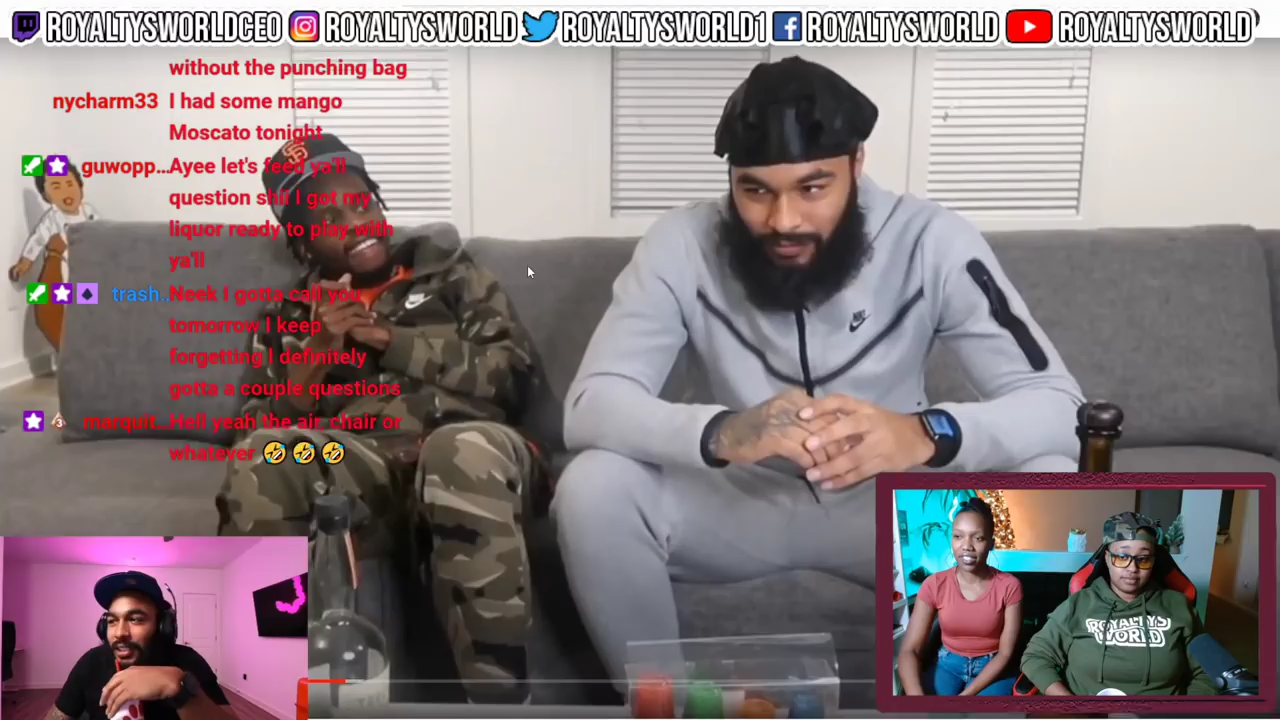 ROYALTYSWORLDCEO ROYALTYSWORLD ROYALTYSWORLD1 ROYALTYSWORLD ROYALTYSWORLD
without the punching bag
nycharm33 I had some mango
Moscato tonight
guwopp... Ayee let's feed ya'll
question shii I got my
liquor ready to play with
ya'll
trash.. Neek I gotta call you
tomorrow I keep
forgetting I definitely
gotta a couple questions
marquit.. Hell yeah the air chair or
whatever 🤣 🤣 🤣
ROYALTYS
WORLD